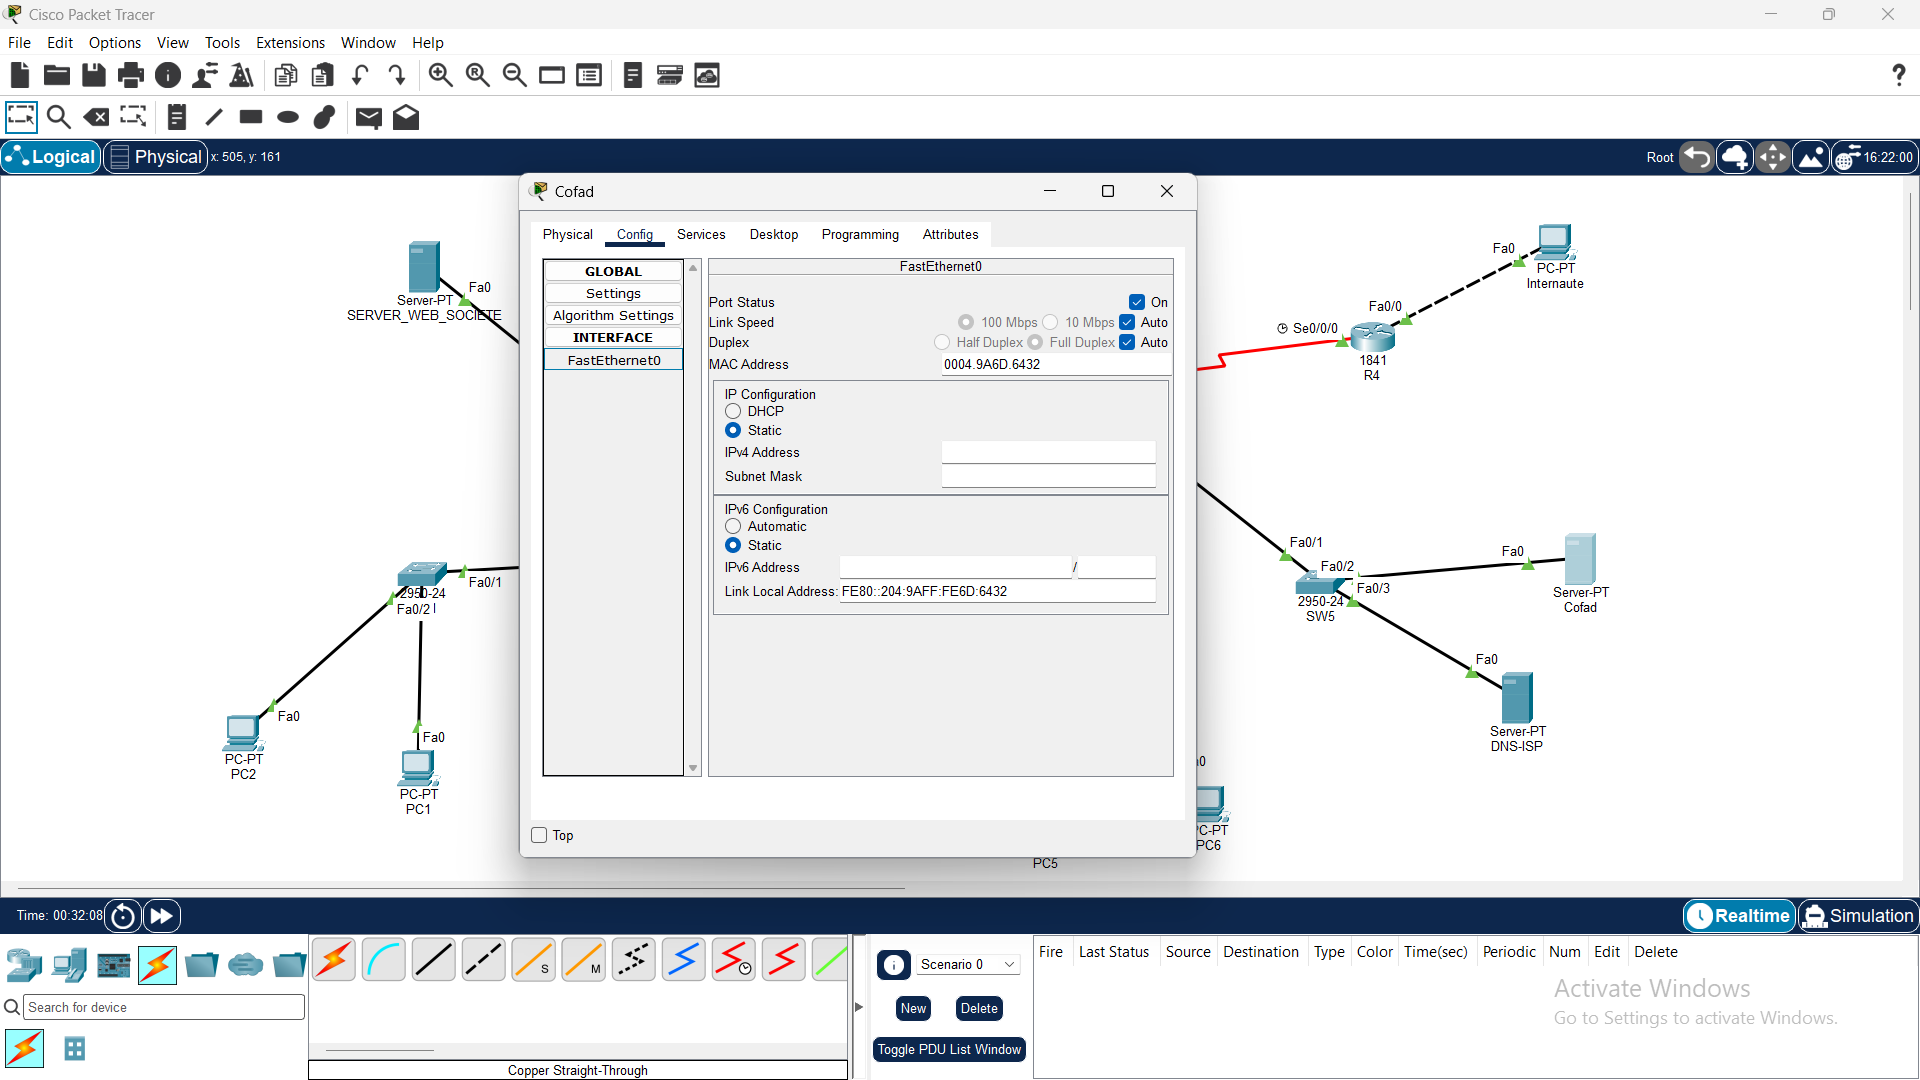 Cisco Packet Tracer
File Edit Options View Tools Extensions Window Help
Logical Physical x: 505, y: 161 Root 16:22:00
Cofad
Physical Config Services Desktop Programming Attributes
GLOBAL
Settings
Algorithm Settings
INTERFACE
FastEthernet0
FastEthernet0
Port Status On
Link Speed 100 Mbps 10 Mbps Auto
Duplex Half Duplex Full Duplex Auto
MAC Address 0004.9A6D.6432
IP Configuration
DHCP
Static
IPv4 Address
Subnet Mask
IPv6 Configuration
Automatic
Static
IPv6 Address /
Link Local Address: FE80::204:9AFF:FE6D:6432
Top
Fa0
Server-PT
SERVER_WEB_SOCIETE
Fa0/1
2950-24
Fa0/2
Fa0
PC-PT
PC2
Fa0
PC-PT
PC1
Fa0
PC-PT
Internaute
Fa0/0
Se0/0/0
1841
R4
Fa0/1
Fa0/2
Fa0/3
2950-24
SW5
Fa0
Server-PT
Cofad
Fa0
Server-PT
DNS-ISP
PC6
PC5
Time: 00:32:08 Realtime Simulation
Search for device
S M
Copper Straight-Through
Scenario 0
New Delete
Toggle PDU List Window
Fire Last Status Source Destination Type Color Time(sec) Periodic Num Edit Delete
Activate Windows
Go to Settings to activate Windows.